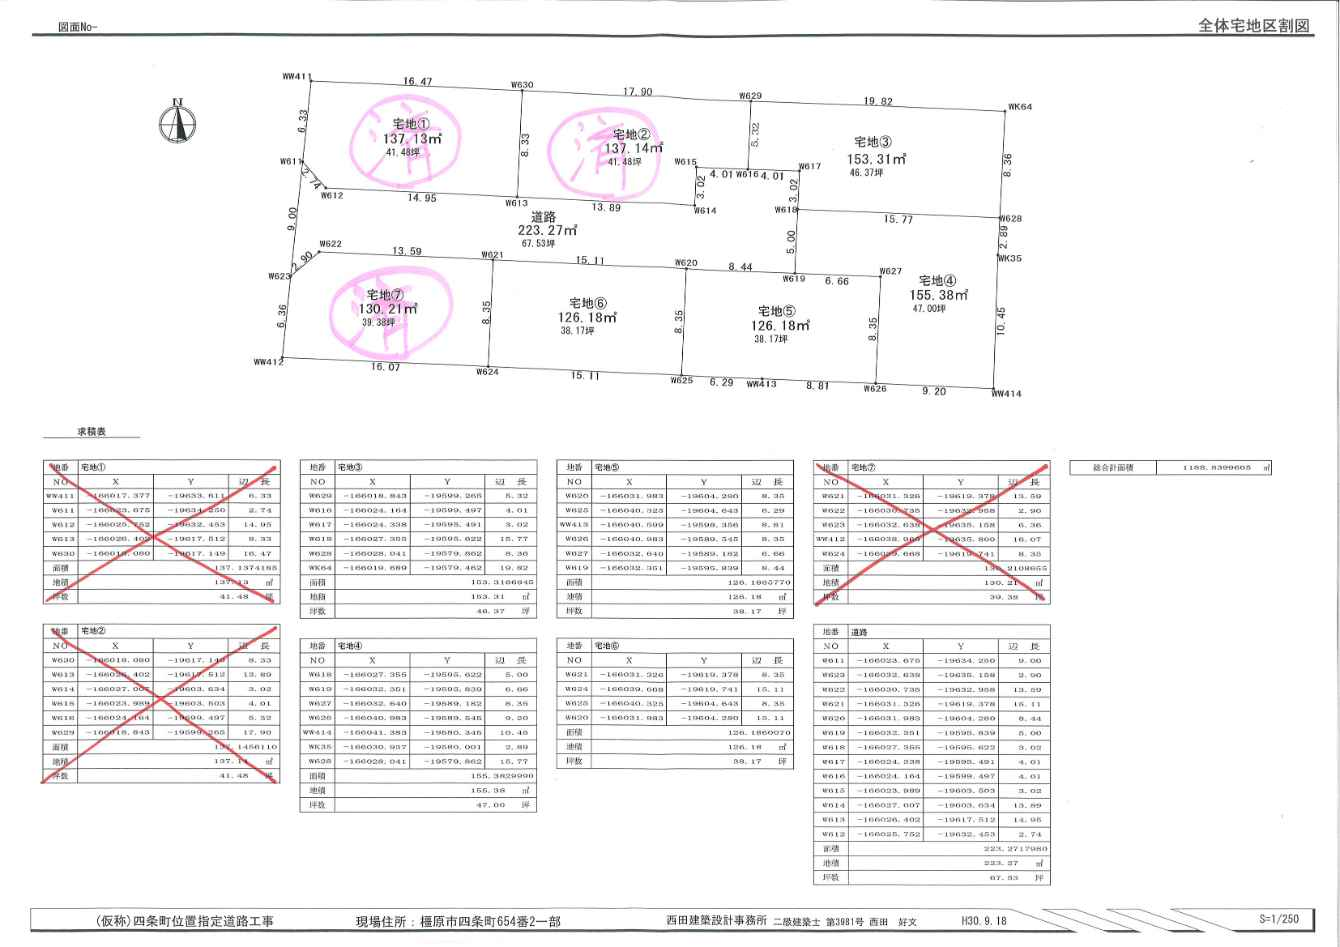 図面No-
全体宅地区割図
N
WW411
16.47
W630
17.90
W629
19.82
WK64
6.33
宅地①
137.13㎡
41.48坪
済
8.33
宅地②
137.14㎡
41.48坪
済
5.32
宅地③
153.31㎡
46.37坪
8.36
W611
2.74
W612
14.95
W613
13.89
W615
4.01
W616
4.01
W617
3.02
W614
3.02
W618
15.77
W628
9.00
道路
223.27㎡
67.53坪
5.00
2.89
WK35
W622
2.90
W623
13.59
W621
15.11
W620
8.44
W619
6.66
W627
6.36
宅地⑦
130.21㎡
39.38坪
済
8.35
宅地⑥
126.18㎡
38.17坪
8.35
宅地⑤
126.18㎡
38.17坪
8.35
宅地④
155.38㎡
47.00坪
10.45
WW412
16.07
W624
15.11
W625
6.29
WW413
8.81
W626
9.20
WW414
求積表
地番 宅地①
NO X Y 辺 長
WW411 -166017.377 -19633.611 6.33
W611 -166023.675 -19634.250 2.74
W612 -166025.752 -19632.453 14.95
W613 -166026.402 -19617.512 8.33
W630 -166018.080 -19617.149 16.47
面積 137.1374185
地積 137.13 ㎡
坪数 41.48 坪
地番 宅地②
NO X Y 辺 長
W630 -166018.080 -19617.149 8.33
W613 -166026.402 -19617.512 13.89
W614 -166027.007 -19603.634 3.02
W615 -166023.989 -19603.503 4.01
W616 -166024.164 -19599.497 5.32
W629 -166018.843 -19599.265 17.90
面積 137.1456110
地積 137.14 ㎡
坪数 41.48 坪
地番 宅地③
NO X Y 辺 長
W629 -166018.843 -19599.265 5.32
W616 -166024.164 -19599.497 4.01
W617 -166024.338 -19595.491 3.02
W618 -166027.355 -19595.622 15.77
W628 -166028.041 -19579.862 8.36
WK64 -166019.689 -19579.462 19.82
面積 153.3166945
地積 153.31 ㎡
坪数 46.37 坪
地番 宅地④
NO X Y 辺 長
W618 -166027.355 -19595.622 5.00
W619 -166032.351 -19595.839 6.66
W627 -166032.640 -19589.182 8.35
W626 -166040.983 -19589.545 9.20
WW414 -166041.383 -19580.345 10.45
WK35 -166030.937 -19580.001 2.89
W628 -166028.041 -19579.862 15.77
面積 155.3829990
地積 155.38 ㎡
坪数 47.00 坪
地番 宅地⑤
NO X Y 辺 長
W620 -166031.983 -19604.280 8.35
W625 -166040.325 -19604.643 6.29
WW413 -166040.599 -19598.356 8.81
W626 -166040.983 -19589.545 8.35
W627 -166032.640 -19589.182 6.66
W619 -166032.351 -19595.839 8.44
面積 126.1865770
地積 126.18 ㎡
坪数 38.17 坪
地番 宅地⑥
NO X Y 辺 長
W621 -166031.326 -19619.378 8.35
W624 -166039.668 -19619.741 15.11
W625 -166040.325 -19604.643 8.35
W620 -166031.983 -19604.280 15.11
面積 126.1860070
地積 126.18 ㎡
坪数 38.17 坪
地番 宅地⑦
NO X Y 辺 長
W621 -166031.326 -19619.378 13.59
W622 -166030.735 -19632.958 2.90
W623 -166032.638 -19635.158 6.36
WW412 -19635.800 16.07
W624 -166039.668 -19619.741 8.35
面積 130.2108655
地積 130.21 ㎡
坪数 39.38 坪
地番 道路
NO X Y 辺 長
W611 -166023.675 -19634.250 9.00
W623 -166032.638 -19635.158 2.90
W622 -166030.735 -19632.958 13.59
W621 -166031.326 -19619.378 15.11
W620 -166031.983 -19604.280 8.44
W619 -166032.351 -19595.839 5.00
W618 -166027.355 -19595.622 3.02
W617 -166024.338 -19595.491 4.01
W616 -166024.164 -19599.497 4.01
W615 -166023.989 -19603.503 3.02
W614 -166027.007 -19603.634 13.89
W613 -166026.402 -19617.512 14.95
W612 -166025.752 -19632.453 2.74
面積 223.2717980
地積 223.27 ㎡
坪数 67.53 坪
総合計面積 1188.8399605 ㎡
(仮称)四条町位置指定道路工事
現場住所：橿原市四条町654番2一部
西田建築設計事務所 二級建築士 第3981号 西田 好文
H30.9.18
S=1/250